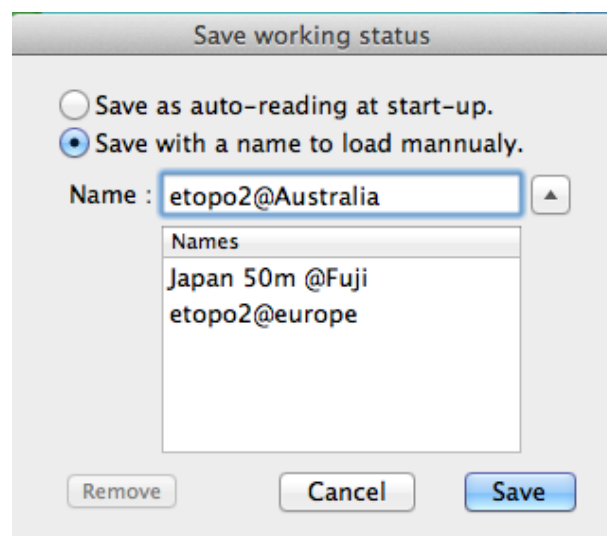 Save working status
Save as auto-reading at start-up.
Save with a name to load mannualy.
Name : etopo2@Australia
Names
Japan 50m @Fuji
etopo2@europe
Remove Cancel Save